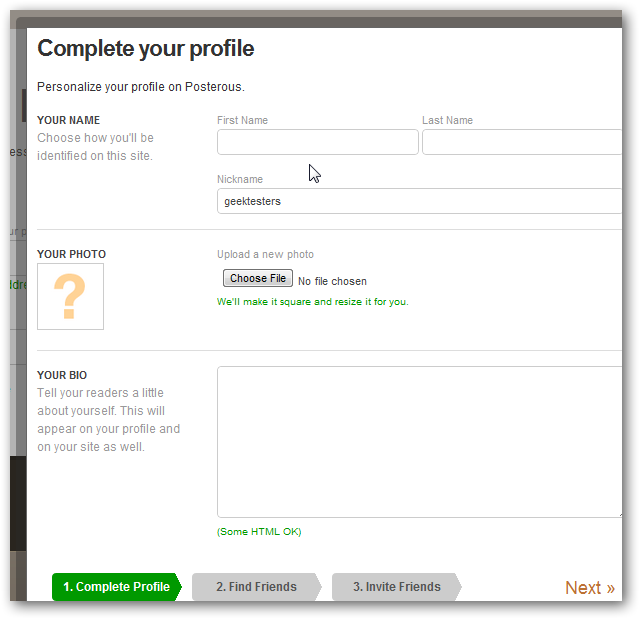 Complete your profile
Personalize your profile on Posterous.
YOUR NAME
Choose how you'll be
identified on this site.
First Name
Last Name
Nickname
geektesters
YOUR PHOTO
?
Upload a new photo
Choose File No file chosen
We'll make it square and resize it for you.
YOUR BIO
Tell your readers a little
about yourself. This will
appear on your profile and
on your site as well.
(Some HTML OK)
1. Complete Profile
2. Find Friends
3. Invite Friends
Next »